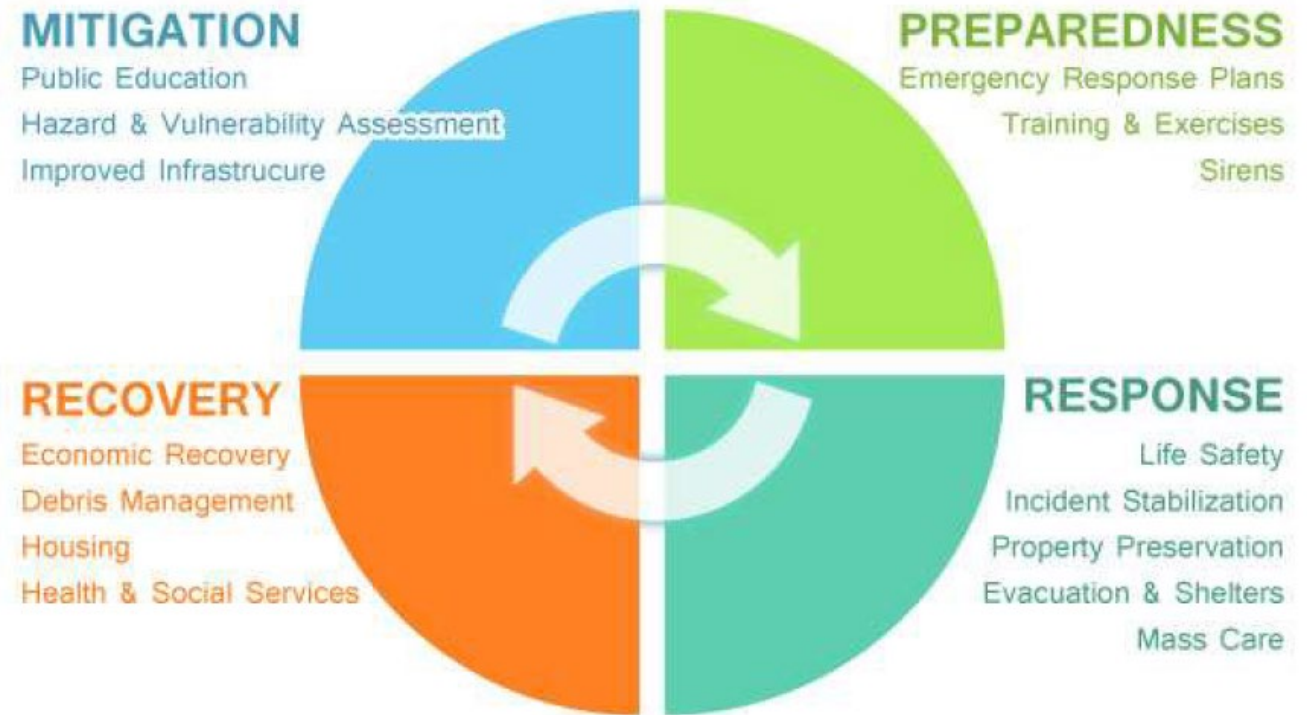 MITIGATION
Public Education
Hazard & Vulnerability Assessment
Improved Infrastrucure
PREPAREDNESS
Emergency Response Plans
Training & Exercises
Sirens
RECOVERY
Economic Recovery
Debris Management
Housing
Health & Social Services
RESPONSE
Life Safety
Incident Stabilization
Property Preservation
Evacuation & Shelters
Mass Care